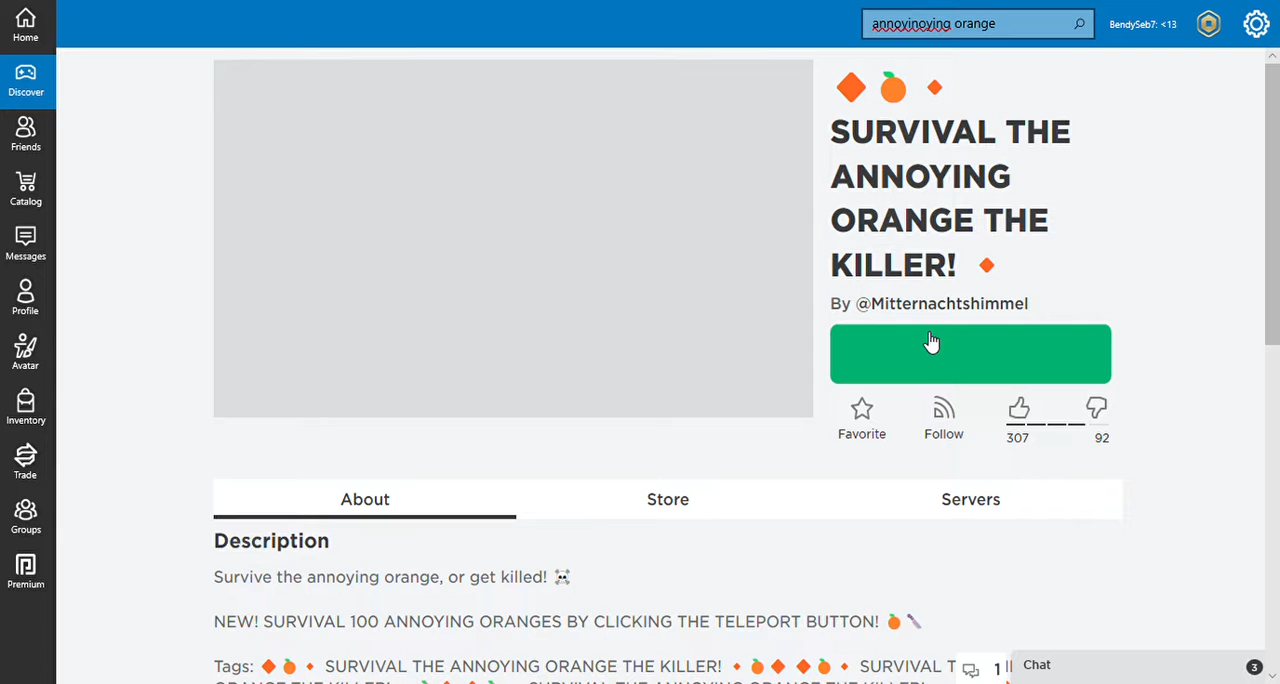 annoyinoying orange
BendySeb7: <13
Home
Discover
Friends
Catalog
Messages
Profile
Avatar
Inventory
Trade
Groups
Premium
SURVIVAL THE
ANNOYING
ORANGE THE
KILLER!
By @Mitternachtshimmel
Favorite
Follow
307
92
About
Store
Servers
Description
Survive the annoying orange, or get killed! ☠️
NEW! SURVIVAL 100 ANNOYING ORANGES BY CLICKING THE TELEPORT BUTTON! 🍊🔪
Tags: 🔶🍊🔸 SURVIVAL THE ANNOYING ORANGE THE KILLER! 🔸🍊🔶 🔶🍊🔸 SURVIVAL T
1
Chat
3